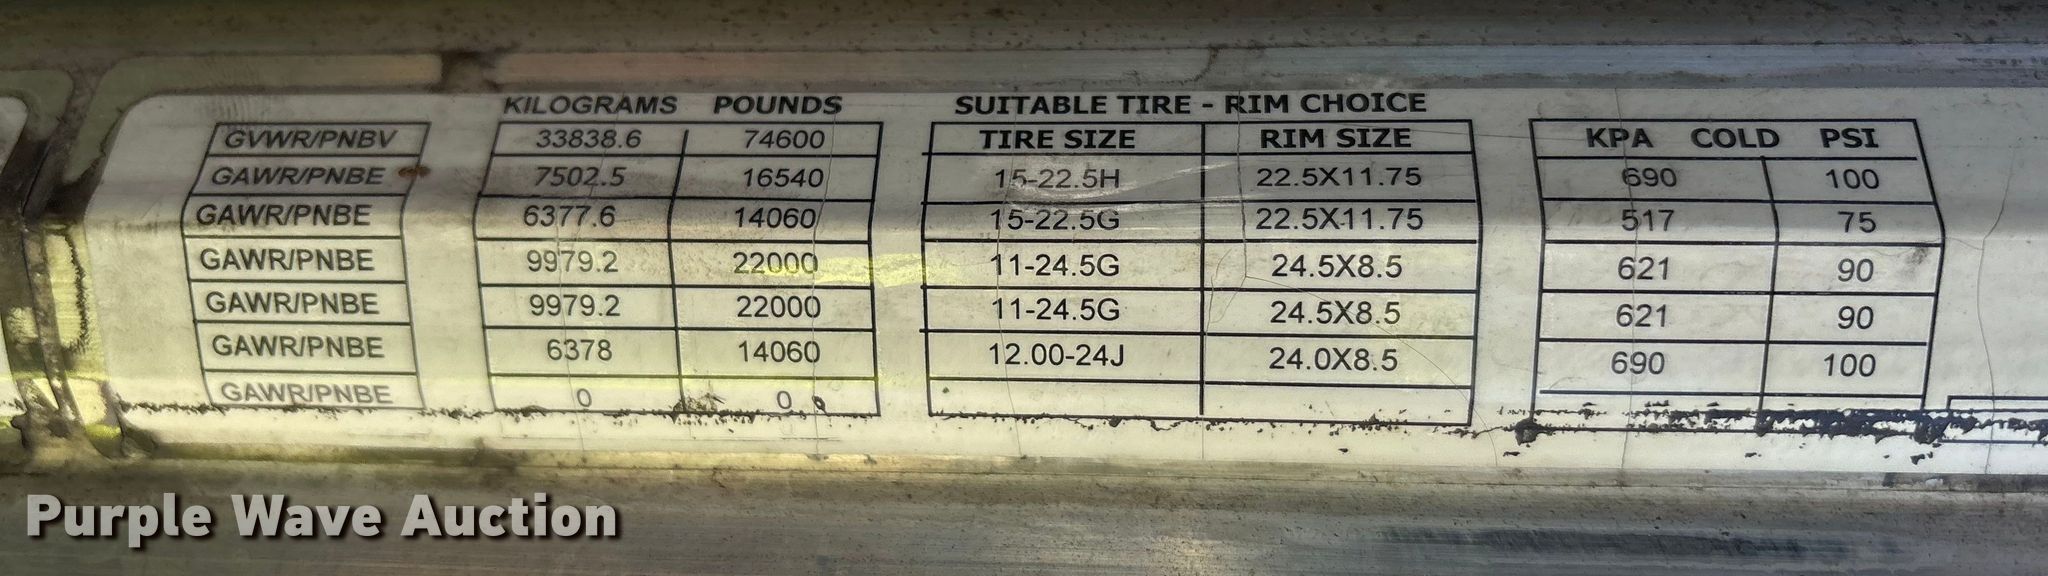 KILOGRAMS POUNDS SUITABLE TIRE - RIM CHOICE
GVWR/PNBV 33838.6 74600 TIRE SIZE RIM SIZE KPA COLD PSI
GAWR/PNBE 7502.5 16540 15-22.5H 22.5X11.75 690 100
GAWR/PNBE 6377.6 14060 15-22.5G 22.5X11.75 517 75
GAWR/PNBE 9979.2 22000 11-24.5G 24.5X8.5 621 90
GAWR/PNBE 9979.2 22000 11-24.5G 24.5X8.5 621 90
GAWR/PNBE 6378 14060 12.00-24J 24.0X8.5 690 100
GAWR/PNBE 0 0
Purple Wave Auction